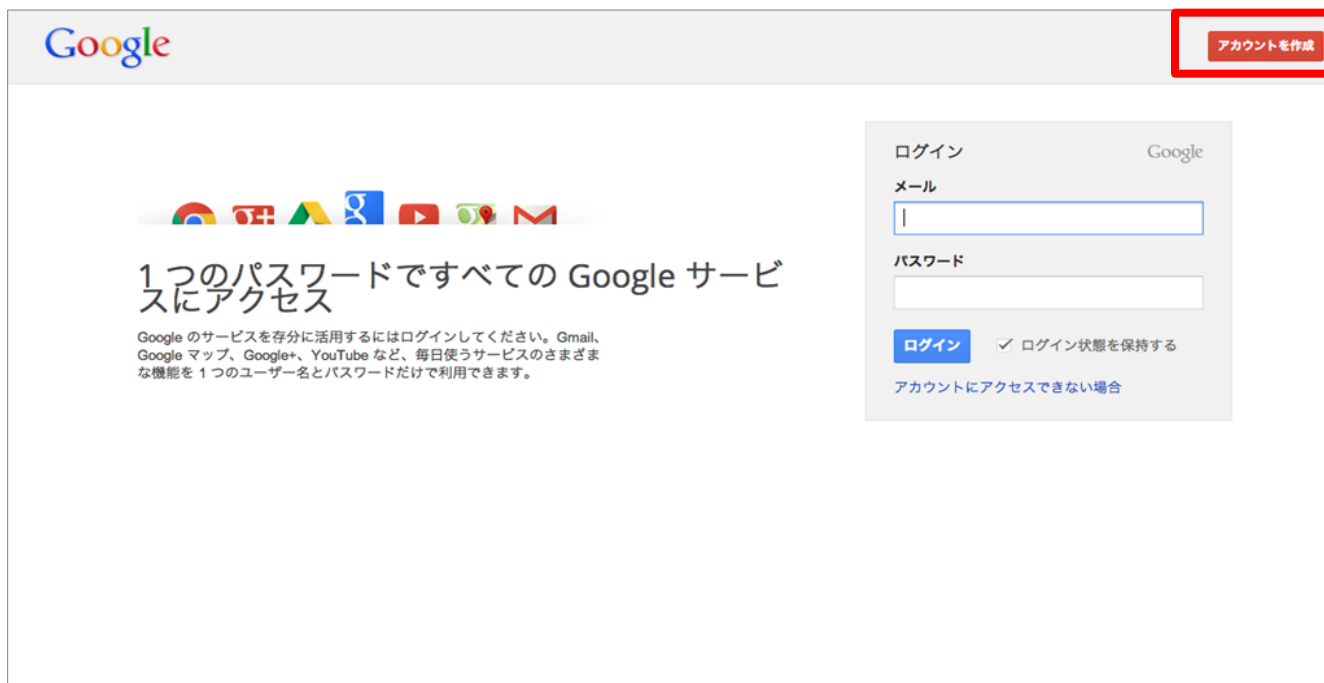 Google
アカウントを作成
ログイン Google
メール
パスワード
ログイン ログイン状態を保持する
アカウントにアクセスできない場合
1 つのパスワードですべての Google サービ
スにアクセス
Google のサービスを存分に活用するにはログインしてください。Gmail、
Google マップ、Google+、YouTube など、毎日使うサービスのさまざま
な機能を 1 つのユーザー名とパスワードだけで利用できます。